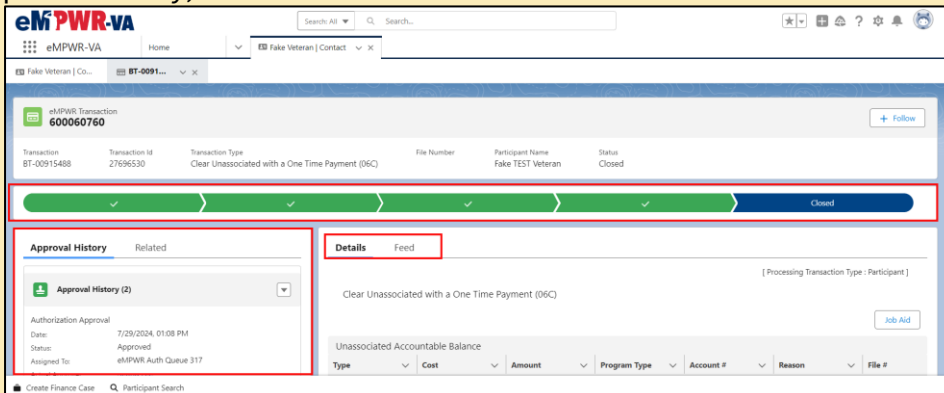 eMPWR-VA
Search: All Search...
eMPWR-VA Home Fake Veteran | Contact
Fake Veteran | Co... BT-0091...
eMPWR Transaction
600060760
+ Follow
Transaction Transaction Id Transaction Type File Number Participant Name Status
BT-00915488 27696530 Clear Unassociated with a One Time Payment (06C) Fake TEST Veteran Closed
Closed
Approval History Related
Details Feed
[ Processing Transaction Type : Participant ]
Approval History (2)
Clear Unassociated with a One Time Payment (06C)
Job Aid
Authorization Approval
Date: 7/29/2024, 01:08 PM
Status: Approved
Assigned To: eMPWR Auth Queue 317
Unassociated Accountable Balance
Type Cost Amount Program Type Account # Reason File #
Create Finance Case Participant Search